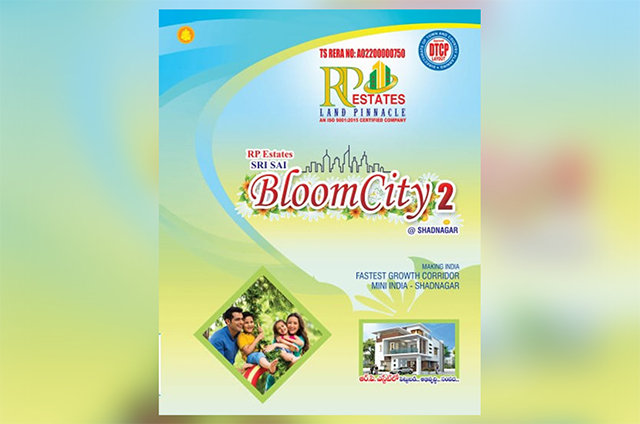 TS RERA NO: A02200000750
DTCP
LAYOUT
RP ESTATES
LAND PINNACLE
AN ISO 9001:2015 CERTIFIED COMPANY
RP Estates
SRI SAI
BloomCity 2
@ SHADNAGAR
MAKING INDIA
FASTEST GROWTH CORRIDOR
MINI INDIA - SHADNAGAR